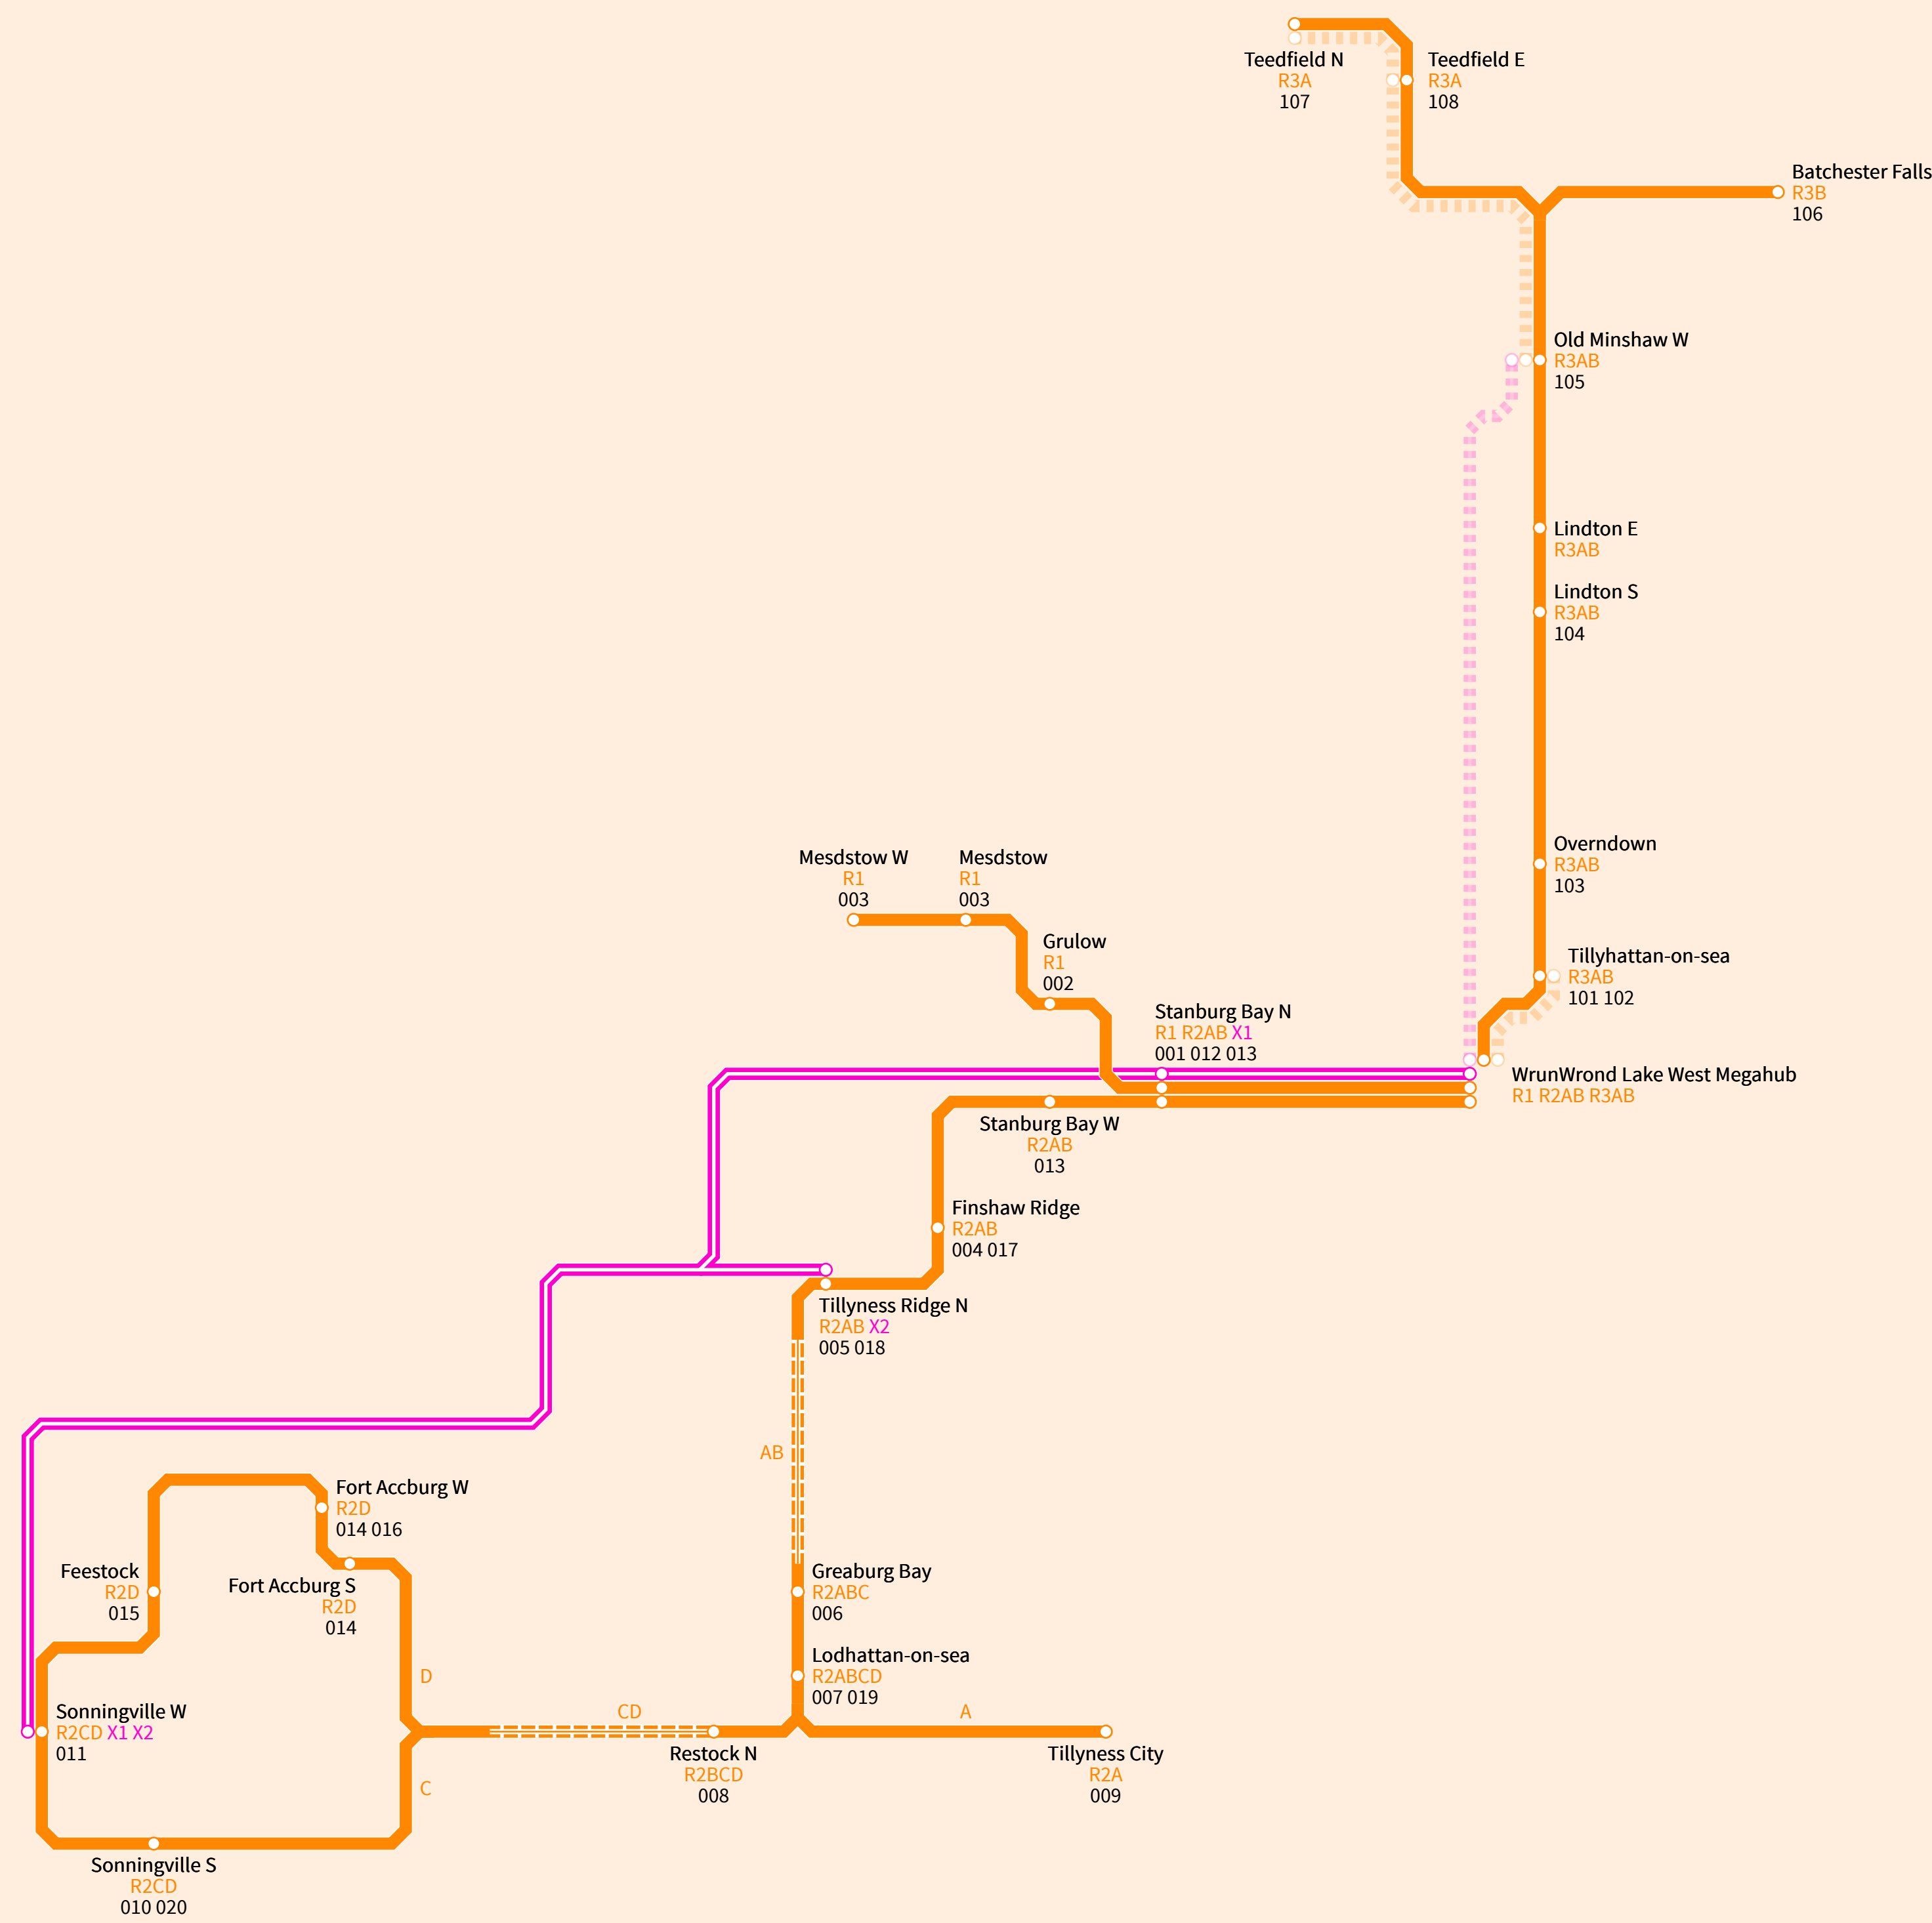 Teedfield N
R3A
107
Teedfield E
R3A
108
Batchester Falls
R3B
106
Old Minshaw W
R3AB
105
Lindton E
R3AB
Lindton S
R3AB
104
Overndown
R3AB
103
Mesdstow W
R1
003
Mesdstow
R1
003
Grulow
R1
002
Tillyhattan-on-sea
R3AB
101 102
Stanburg Bay N
R1 R2AB X1
001 012 013
WrunWrond Lake West Megahub
R1 R2AB R3AB
Stanburg Bay W
R2AB
013
Finshaw Ridge
R2AB
004 017
Tillyness Ridge N
R2AB X2
005 018
AB
Fort Accburg W
R2D
014 016
Feestock
R2D
015
Fort Accburg S
R2D
014
Greaburg Bay
R2ABC
006
Lodhattan-on-sea
R2ABCD
007 019
D
Sonningville W
R2CD X1 X2
011
CD
A
Restock N
R2BCD
008
Tillyness City
R2A
009
C
Sonningville S
R2CD
010 020